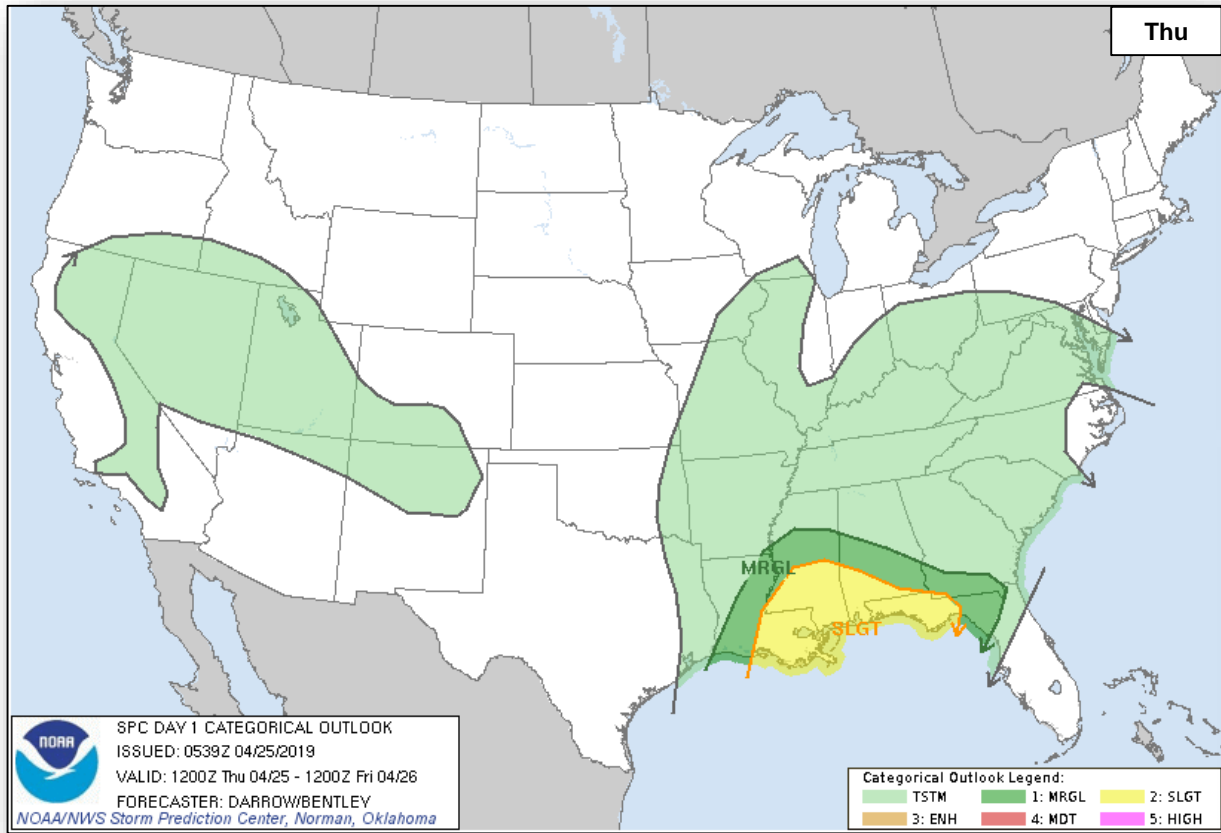 Thu
MRGL
SLGT
NOAA
SPC DAY 1 CATEGORICAL OUTLOOK
ISSUED: 0539Z 04/25/2019
VALID: 1200Z Thu 04/25 - 1200Z Fri 04/26
FORECASTER: DARROW/BENTLEY
NOAA/NWS Storm Prediction Center, Norman, Oklahoma
Categorical Outlook Legend:
TSTM 1: MRGL 2: SLGT
3: ENH 4: MDT 5: HIGH